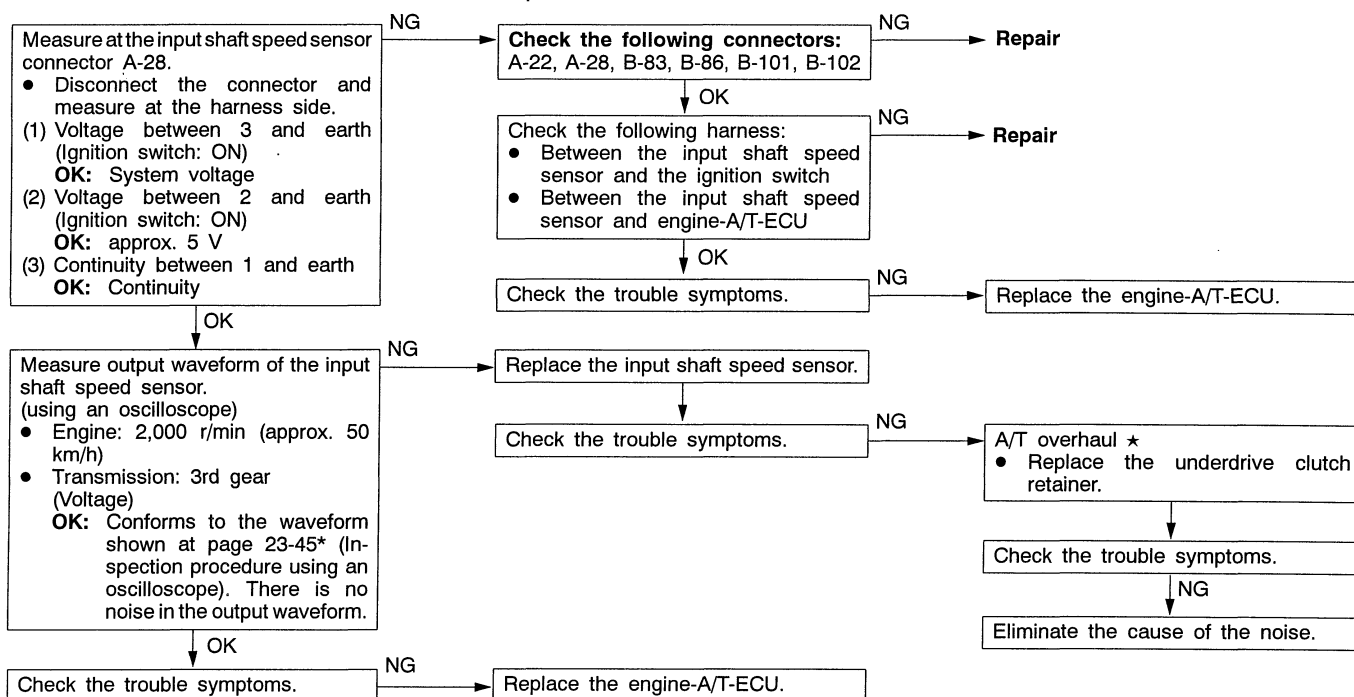 NG
Measure at the input shaft speed sensor
connector A-28.
● Disconnect the connector and
measure at the harness side.
(1) Voltage between 3 and earth
(Ignition switch: ON)
OK: System voltage
(2) Voltage between 2 and earth
(Ignition switch: ON)
OK: approx. 5 V
(3) Continuity between 1 and earth
OK: Continuity
NG
Check the following connectors:
A-22, A-28, B-83, B-86, B-101, B-102
Repair
OK
NG
Check the following harness:
● Between the input shaft speed
sensor and the ignition switch
● Between the input shaft speed
sensor and engine-A/T-ECU
Repair
OK
NG
Check the trouble symptoms.
Replace the engine-A/T-ECU.
OK
NG
Measure output waveform of the input
shaft speed sensor.
(using an oscilloscope)
● Engine: 2,000 r/min (approx. 50
km/h)
● Transmission: 3rd gear
(Voltage)
OK: Conforms to the waveform
shown at page 23-45* (In-
spection procedure using an
oscilloscope). There is no
noise in the output waveform.
Replace the input shaft speed sensor.
NG
Check the trouble symptoms.
A/T overhaul ★
● Replace the underdrive clutch
retainer.
Check the trouble symptoms.
NG
Eliminate the cause of the noise.
OK
NG
Check the trouble symptoms.
Replace the engine-A/T-ECU.